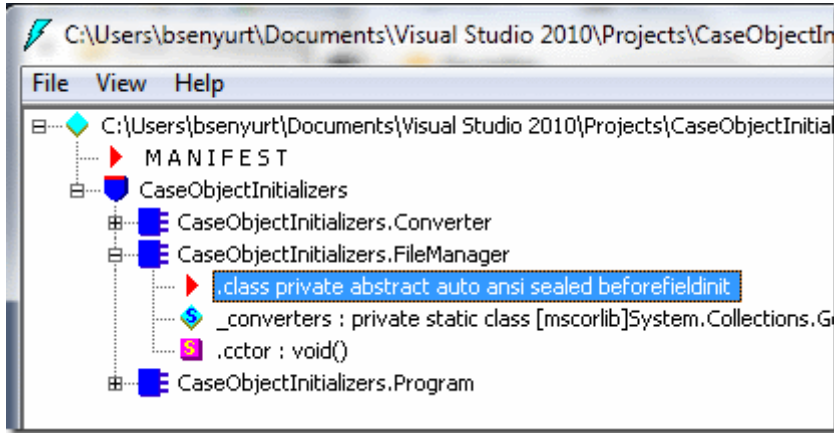 C:\Users\bsenyurt\Documents\Visual Studio 2010\Projects\CaseObjectIn
File View Help
C:\Users\bsenyurt\Documents\Visual Studio 2010\Projects\CaseObjectInitial
M A N I F E S T
CaseObjectInitializers
CaseObjectInitializers.Converter
CaseObjectInitializers.FileManager
.class private abstract auto ansi sealed beforefieldinit
_converters : private static class [mscorlib]System.Collections.Ge
.cctor : void()
CaseObjectInitializers.Program